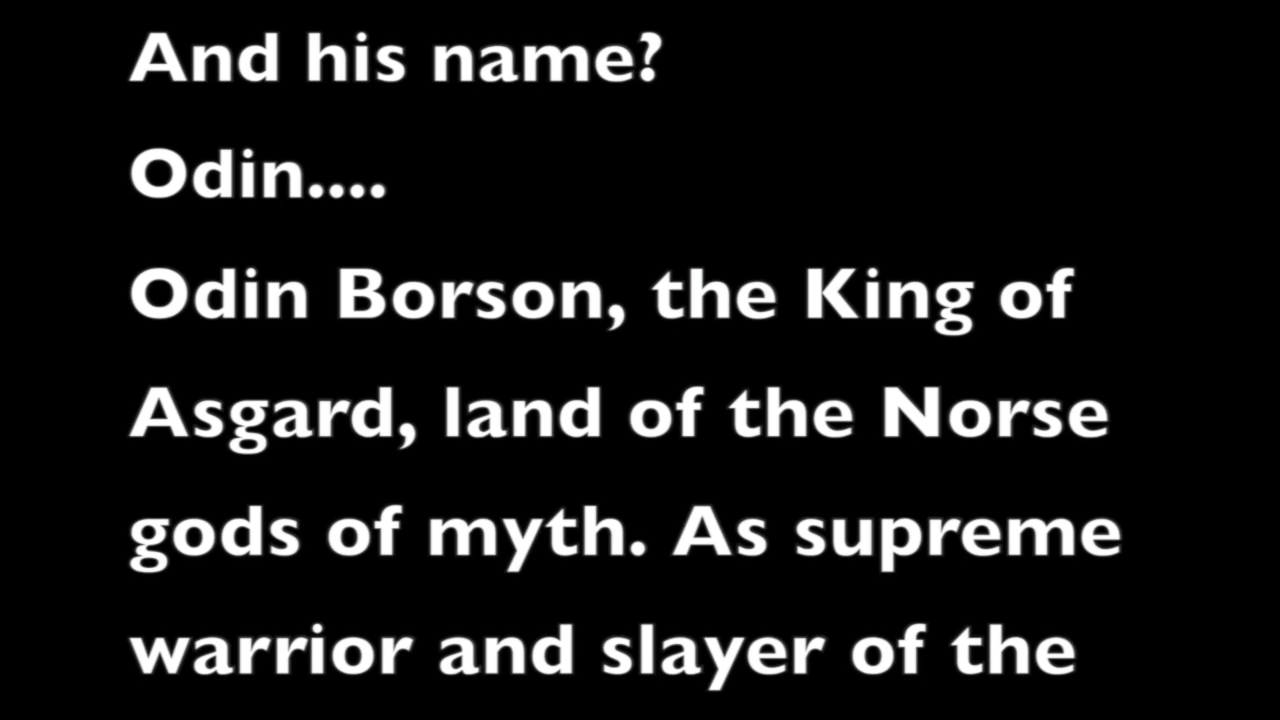 And his name?
Odin....
Odin Borson, the King of
Asgard, land of the Norse
gods of myth. As supreme
warrior and slayer of the